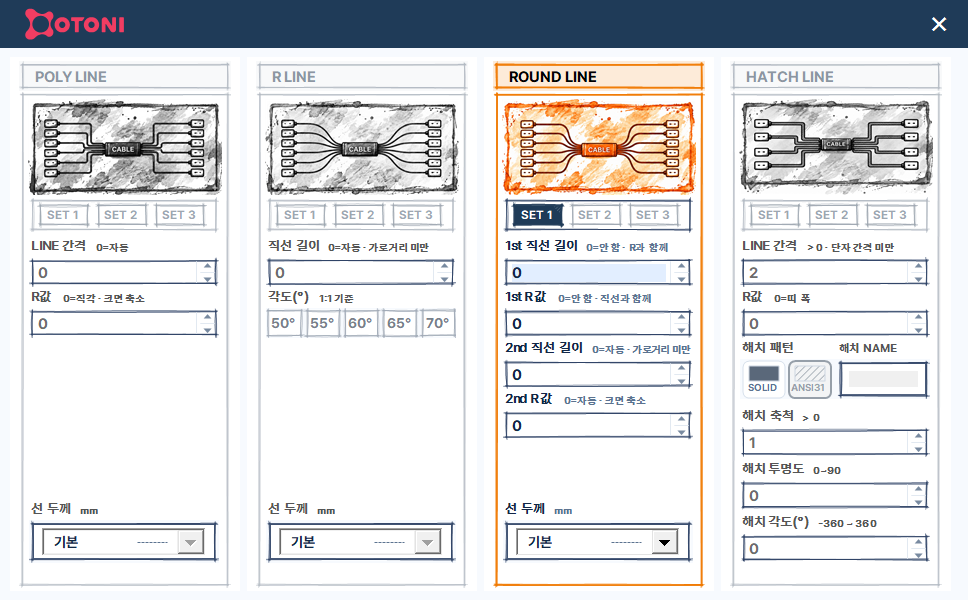 OTONI
POLY LINE
CABLE
SET 1 SET 2 SET 3
LINE 간격 0=자동
0
R값 0=직각 · 크면 축소
0
선 두께 mm
기본
R LINE
CABLE
SET 1 SET 2 SET 3
직선 길이 0=자동 · 가로거리 미만
0
각도(°) 1:1 기준
50° 55° 60° 65° 70°
선 두께 mm
기본
ROUND LINE
CABLE
SET 1 SET 2 SET 3
1st 직선 길이 0=안 함 · R과 함께
0
1st R값 0=안 함 · 직선과 함께
0
2nd 직선 길이 0=자동 · 가로거리 미만
0
2nd R값 0=자동 · 크면 축소
0
선 두께 mm
기본
HATCH LINE
CABLE
SET 1 SET 2 SET 3
LINE 간격 > 0 · 단자 간격 미만
2
R값 0=띠 폭
0
해치 패턴 해치 NAME
SOLID ANSI31
해치 축척 > 0
1
해치 투명도 0~90
0
해치 각도(°) -360 ~ 360
0